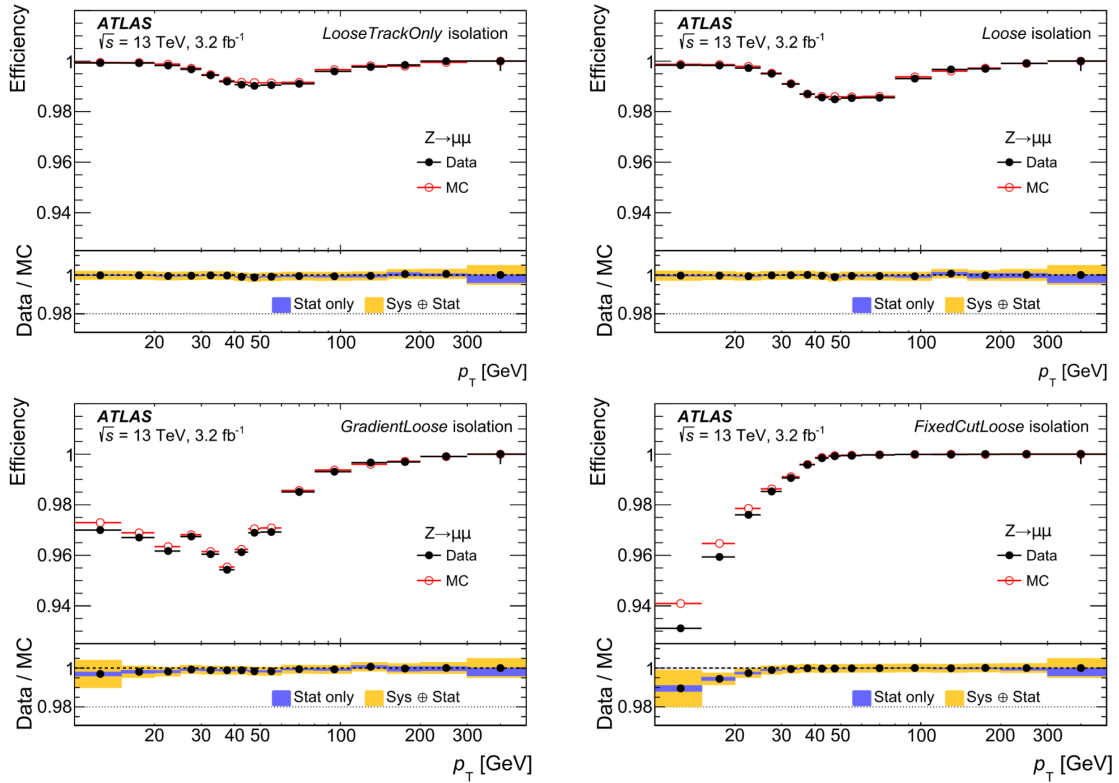 ATLAS
√s = 13 TeV, 3.2 fb-1
LooseTrackOnly isolation
Efficiency
1
0.98
0.96
0.94
Z→μμ
Data
MC
Data / MC
1
0.98
Stat only
Sys ⊕ Stat
20 30 40 50 100 200 300
pT [GeV]
ATLAS
√s = 13 TeV, 3.2 fb-1
Loose isolation
Efficiency
1
0.98
0.96
0.94
Z→μμ
Data
MC
Data / MC
1
0.98
Stat only
Sys ⊕ Stat
20 30 40 50 100 200 300
pT [GeV]
ATLAS
√s = 13 TeV, 3.2 fb-1
GradientLoose isolation
Efficiency
1
0.98
0.96
0.94
Z→μμ
Data
MC
Data / MC
1
0.98
Stat only
Sys ⊕ Stat
20 30 40 50 100 200 300
pT [GeV]
ATLAS
√s = 13 TeV, 3.2 fb-1
FixedCutLoose isolation
Efficiency
1
0.98
0.96
0.94
Z→μμ
Data
MC
Data / MC
1
0.98
Stat only
Sys ⊕ Stat
20 30 40 50 100 200 300
pT [GeV]